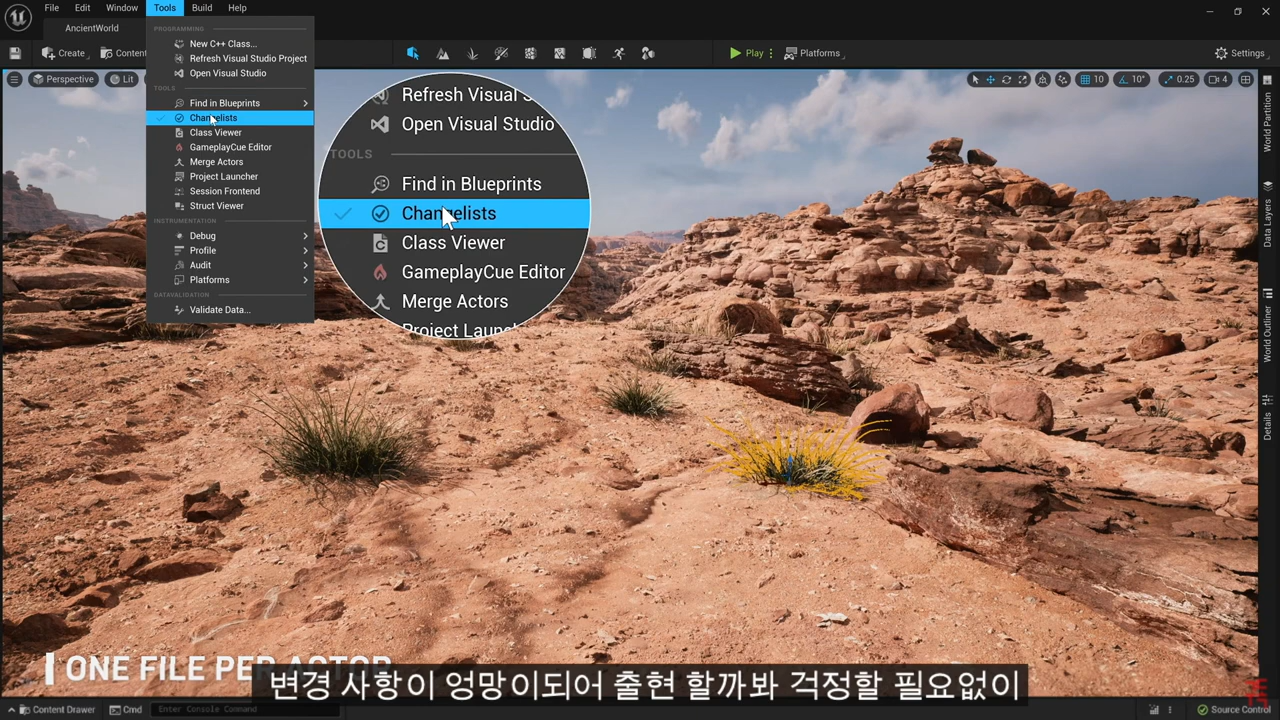 File Edit Window Tools Build Help
AncientWorld
Create Content Play Platforms Settings
PROGRAMMING
New C++ Class...
Refresh Visual Studio Project
Open Visual Studio
TOOLS
Find in Blueprints
Changelists
Class Viewer
GameplayCue Editor
Merge Actors
Project Launcher
Session Frontend
Struct Viewer
INSTRUMENTATION
Debug
Profile
Audit
Platforms
DATAVALIDATION
Validate Data...
Perspective Lit
10 10° 0.25 4
Refresh Visual S
Open Visual Studio
TOOLS
Find in Blueprints
Changelists
Class Viewer
GameplayCue Editor
Merge Actors
Project Launch
World Partition
Data Layers
World Outliner
Details
ONE FILE PER ACTOR
변경 사항이 엉망이되어 출현 할까봐 걱정할 필요없이
Content Drawer Cmd Enter Console Command Source Control